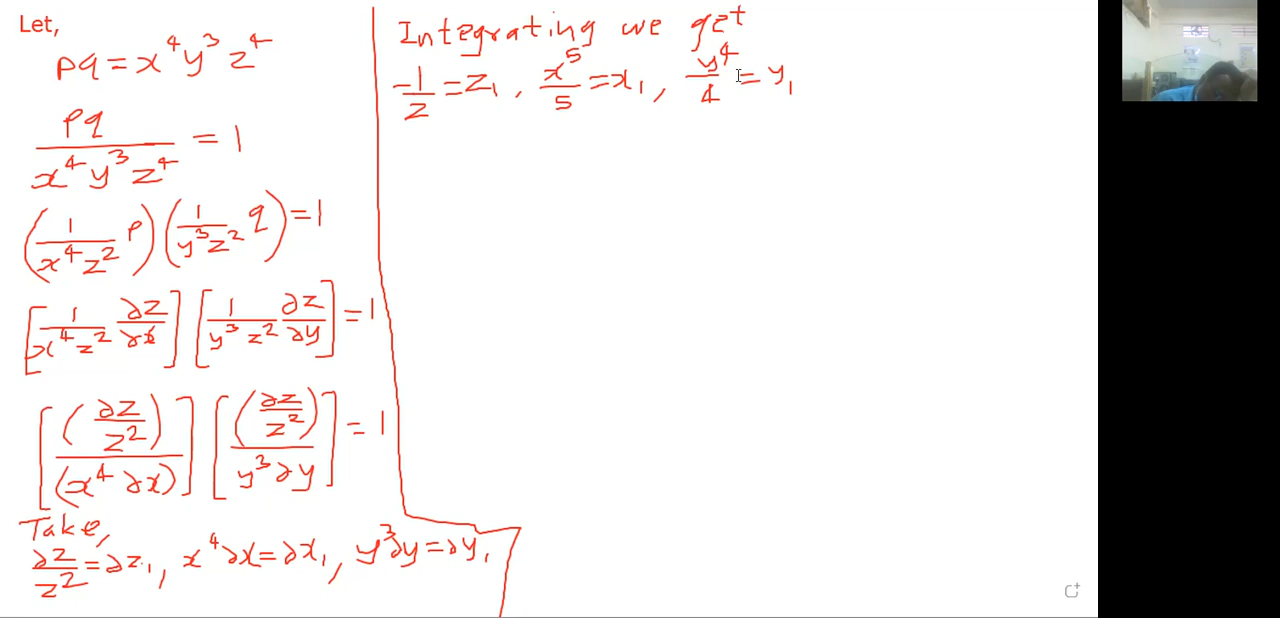 Let,
pq = x⁴y³z⁴
pq / x⁴y³z⁴ = 1
(1/x⁴z² p)(1/y³z² q) = 1
[1/x⁴z² ∂z/∂x][1/y³z² ∂z/∂y] = 1
[(∂z/z²)/(x⁴∂x)][(∂z/z²)/y³∂y] = 1
Take,
∂z/z² = ∂z₁, x⁴∂x = ∂x₁, y³∂y = ∂y₁
Integrating we get
-1/z = z₁, x⁵/5 = x₁, y⁴/4 = y₁